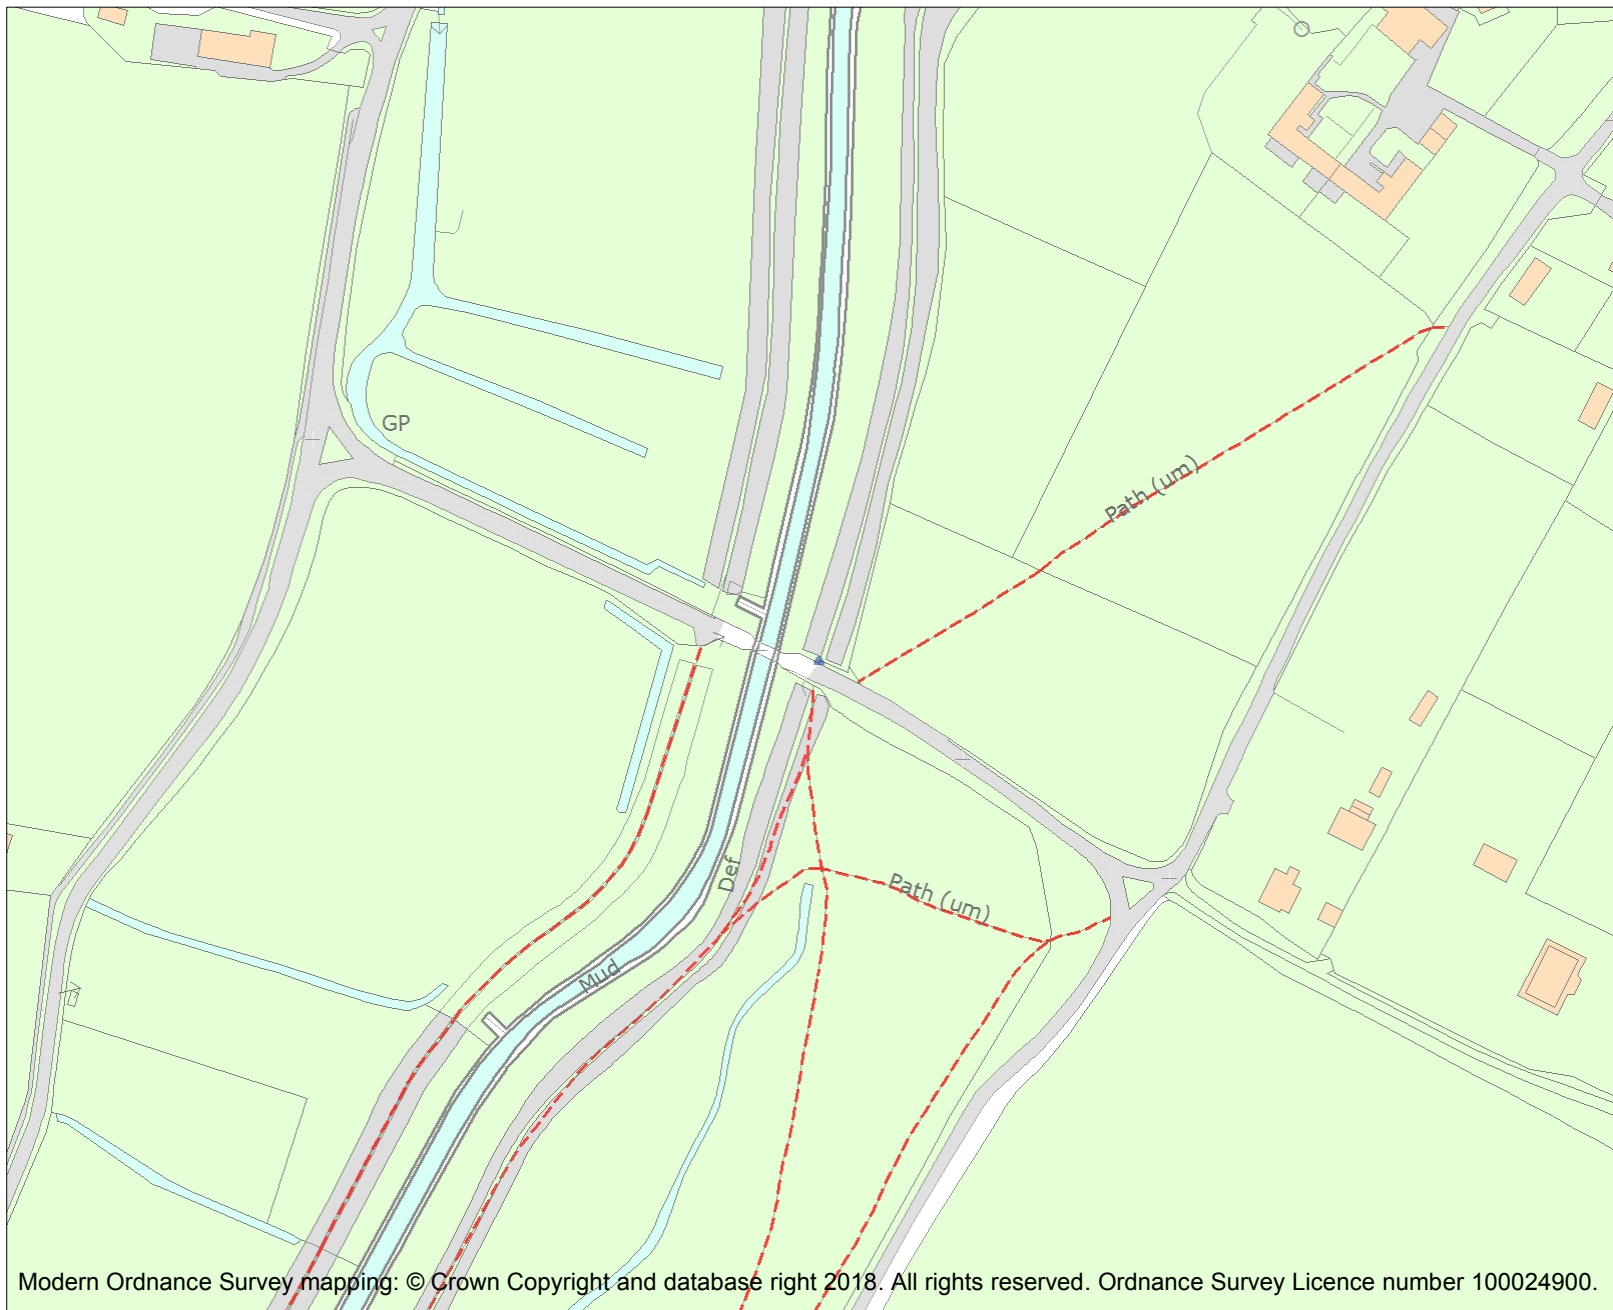 GP
Path (um)
Def
Path (um)
Mud
Modern Ordnance Survey mapping: © Crown Copyright and database right 2018. All rights reserved. Ordnance Survey Licence number 100024900.